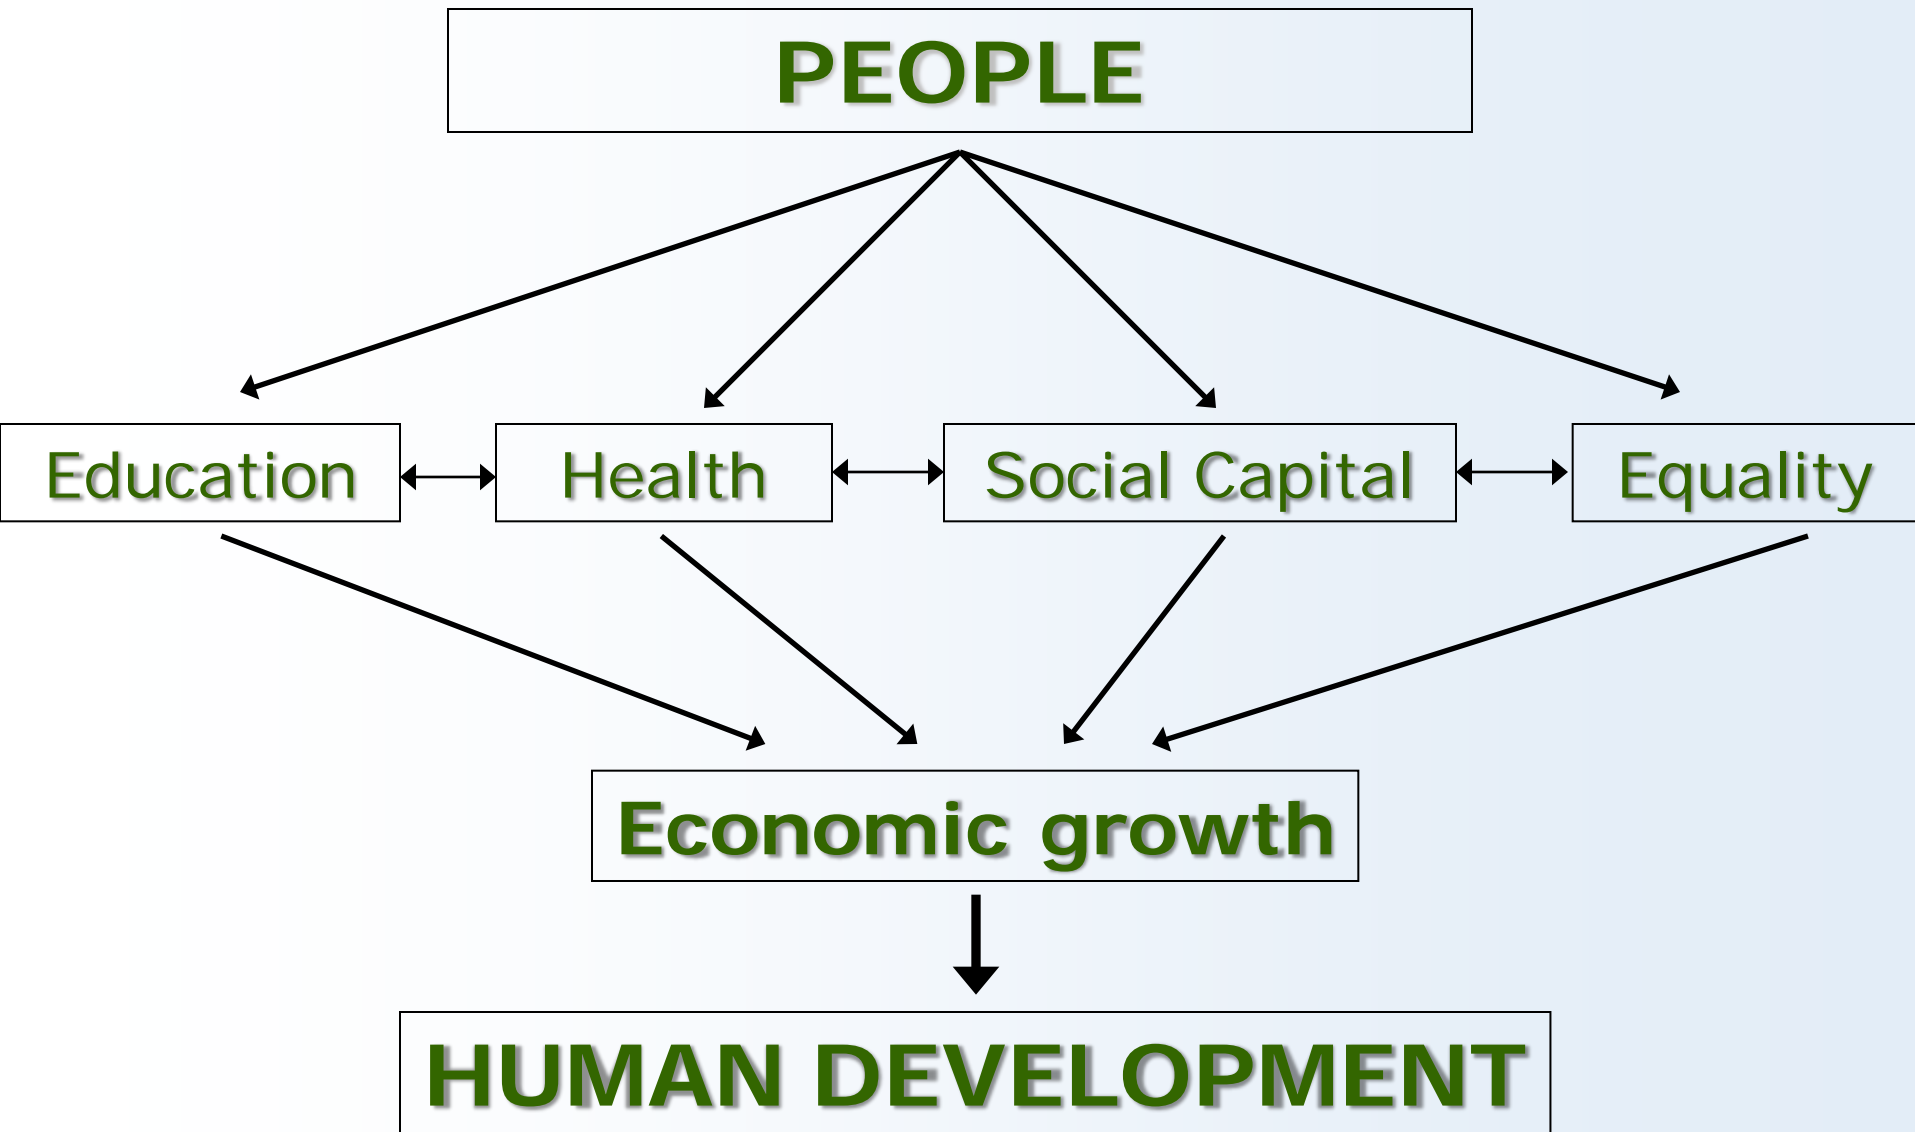 PEOPLE
Education Health Social Capital Equality
Economic growth
HUMAN DEVELOPMENT